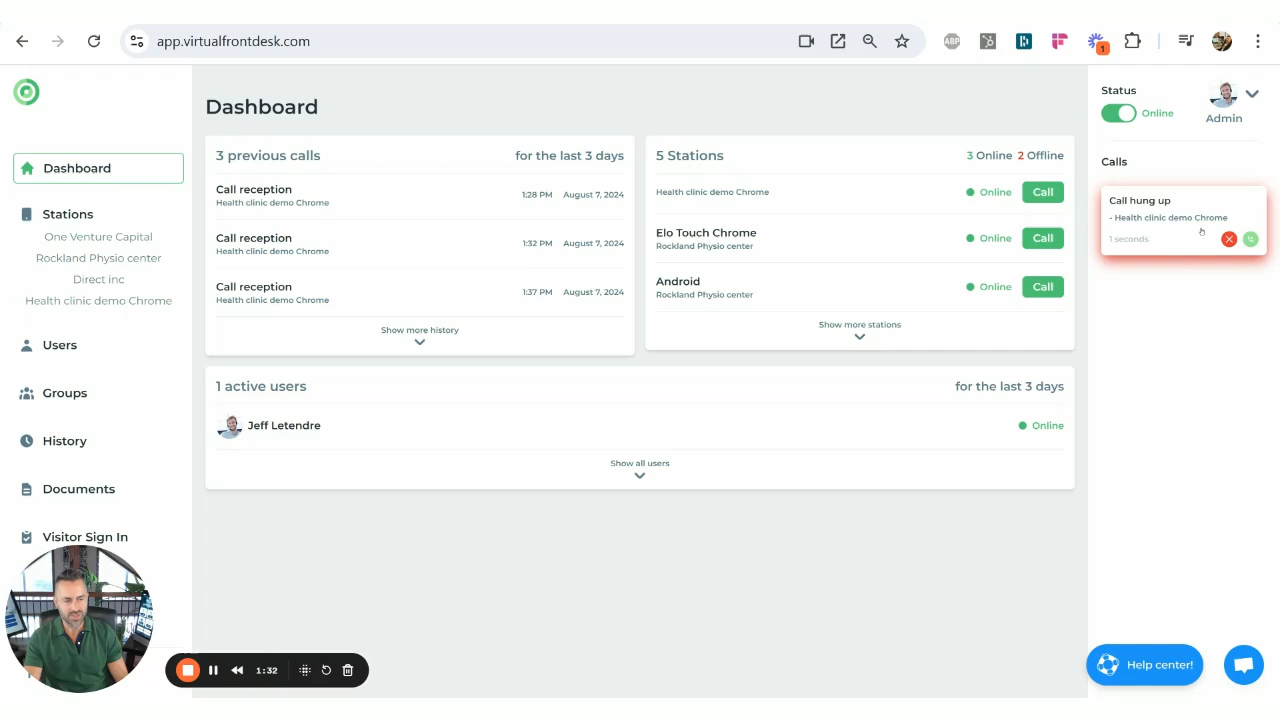 app.virtualfrontdesk.com
ABP
1
Dashboard
Stations
One Venture Capital
Rockland Physio center
Direct inc
Health clinic demo Chrome
Users
Groups
History
Documents
Visitor Sign In
1:32
Dashboard
3 previous calls
for the last 3 days
Call reception
Health clinic demo Chrome
1:28 PM August 7, 2024
Call reception
Health clinic demo Chrome
1:32 PM August 7, 2024
Call reception
Health clinic demo Chrome
1:37 PM August 7, 2024
Show more history
5 Stations
3 Online 2 Offline
Health clinic demo Chrome
Online
Call
Elo Touch Chrome
Rockland Physio center
Online
Call
Android
Rockland Physio center
Online
Call
Show more stations
1 active users
for the last 3 days
Jeff Letendre
Online
Show all users
Status
Online
Admin
Calls
Call hung up
- Health clinic demo Chrome
1 seconds
Help center!